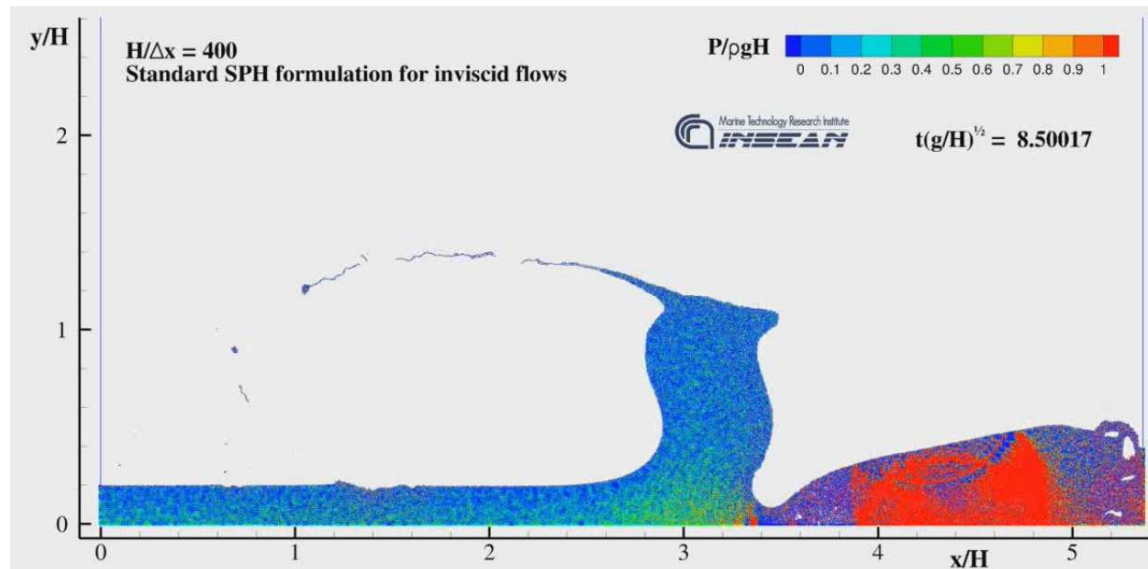 y/H
H/Δx = 400
Standard SPH formulation for inviscid flows
P/ρgH
0 0.1 0.2 0.3 0.4 0.5 0.6 0.7 0.8 0.9 1
Marine Technology Research Institute
INSEAN
t(g/H)^½ = 8.50017
2
1
0
0 1 2 3 4 5
x/H